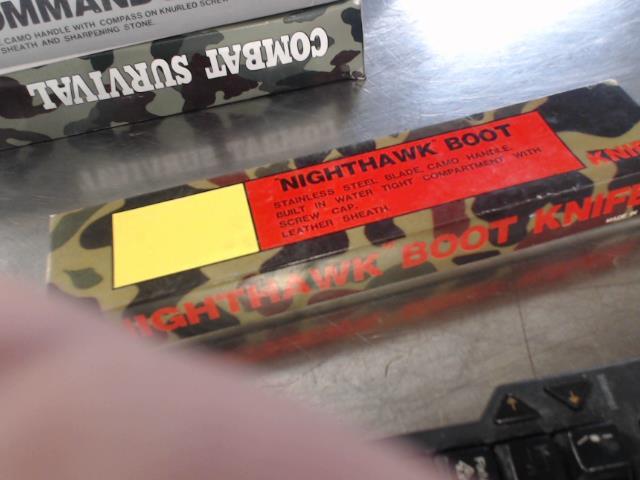 OMMAND
CAMO HANDLE WITH COMPASS ON KNURLED SCREW
SHEATH AND SHARPENING STONE.
COMBAT SURVIVAL
NIGHTHAWK BOOT
STAINLESS STEEL BLADE, CAMO HANDLE,
BUILT IN WATER TIGHT COMPARTMENT WITH
SCREW CAP.
LEATHER SHEATH
NIGHTHAWK BOOT KNIFE